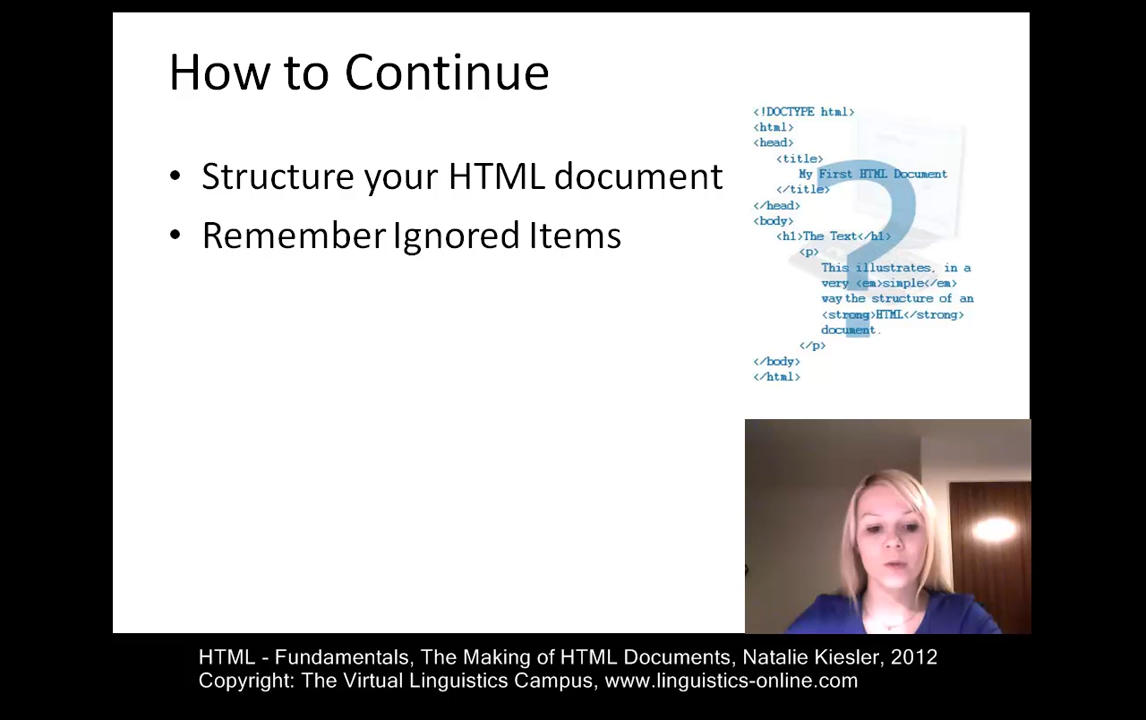 How to Continue
• Structure your HTML document
• Remember Ignored Items
<!DOCTYPE html>
<html>
<head>
<title>
My First HTML Document
</title>
</head>
<body>
<h1>The Text</h1>
<p>
This illustrates, in a
very <em>simple</em>
way the structure of an
<strong>HTML</strong>
document.
</p>
</body>
</html>
HTML - Fundamentals, The Making of HTML Documents, Natalie Kiesler, 2012
Copyright: The Virtual Linguistics Campus, www.linguistics-online.com